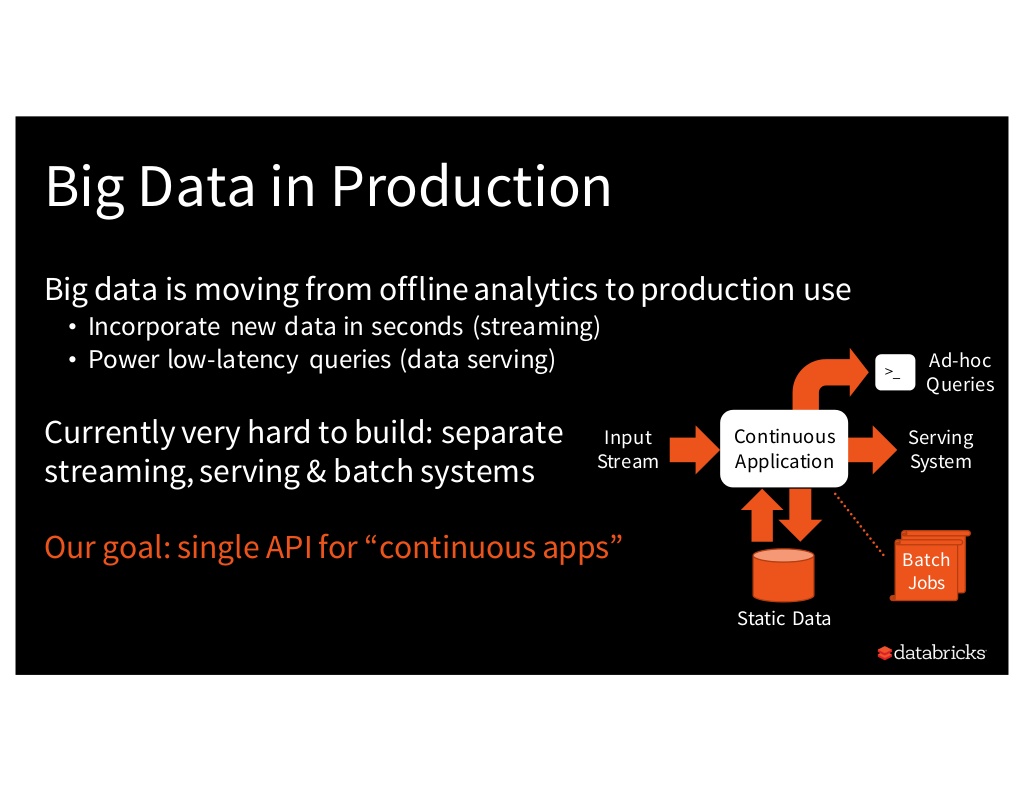 Big Data in Production
Big data is moving from offline analytics to production use
• Incorporate new data in seconds (streaming)
• Power low-latency queries (data serving)
Currently very hard to build: separate
streaming, serving & batch systems
Our goal: single API for “continuous apps”
>_
Ad-hoc
Queries
Input
Stream
Continuous
Application
Serving
System
Batch
Jobs
Static Data
databricks